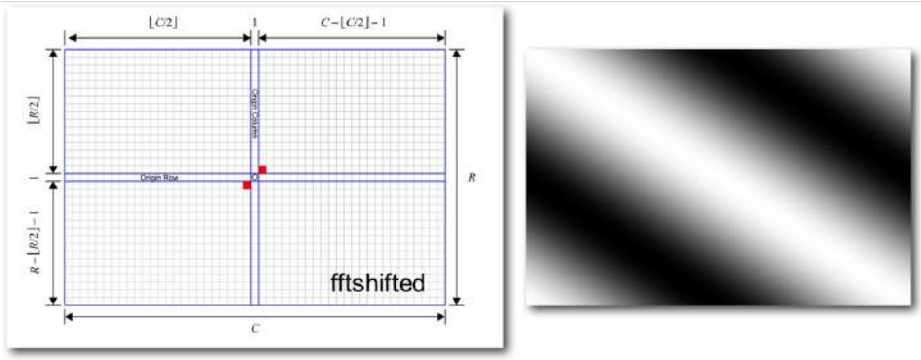 ⌊C/2⌋ 1 C−⌊C/2⌋−1
⌊R/2⌋
Origin Column
1
Origin Row
O
R
R−⌊R/2⌋−1
fftshifted
C